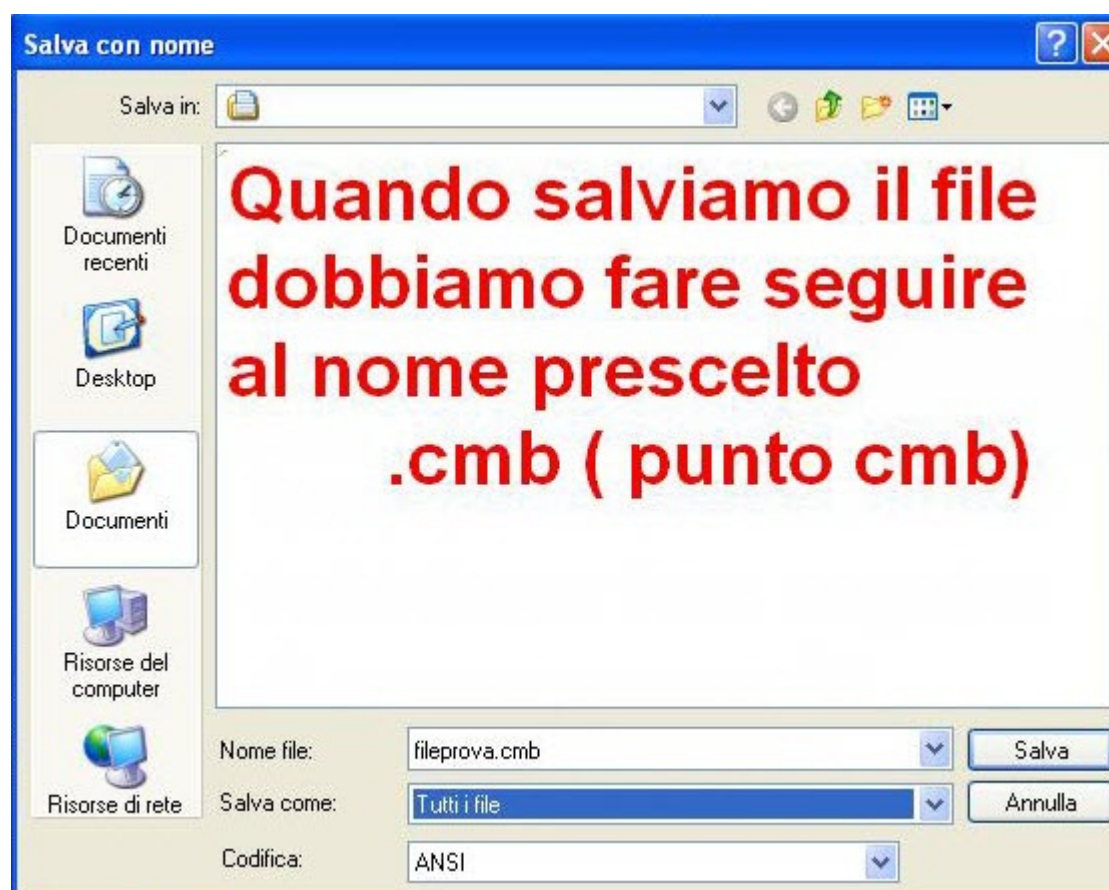 Salva con nome
Salva in:
Quando salviamo il file
dobbiamo fare seguire
al nome prescelto
.cmb ( punto cmb)
Documenti
recenti
Desktop
Documenti
Risorse del
computer
Risorse di rete
Nome file:
fileprova.cmb
Salva
Salva come:
Tutti i file
Annulla
Codifica:
ANSI